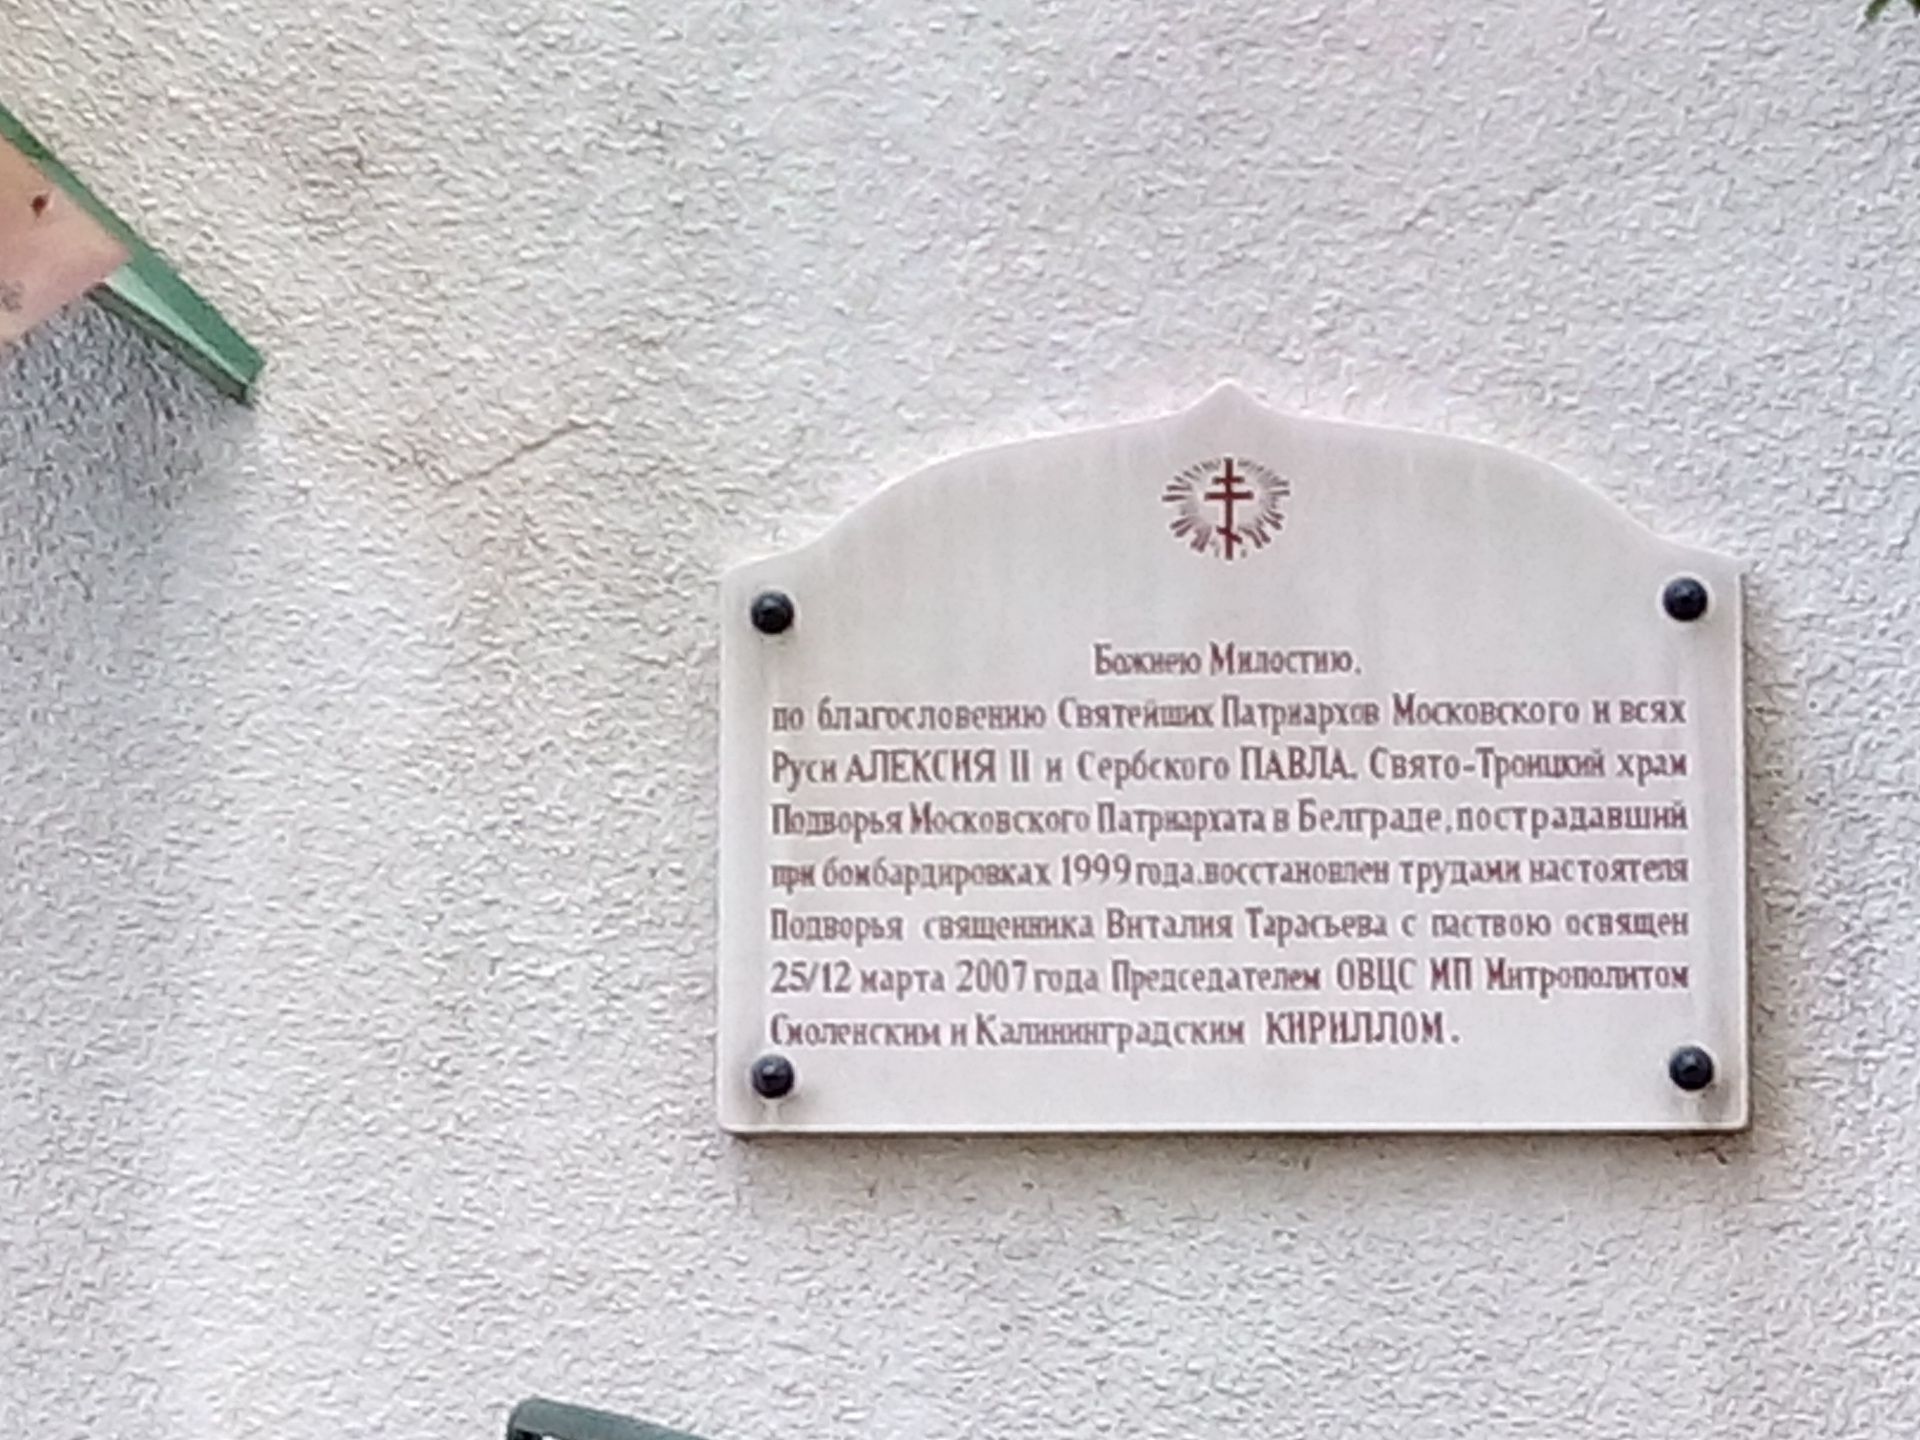 Божиею Милостию,
по благословению Святейших Патриархов Московского и всея
Руси АЛЕКСИЯ II и Сербского ПАВЛА, Свято-Троицкий храм
Подворья Московского Патриархата в Белграде, пострадавший
при бомбардировках 1999 года, восстановлен трудами настоятеля
Подворья священника Виталия Тарасьева с паствою освящен
25/12 марта 2007 года Председателем ОВЦС МП Митрополитом
Смоленским и Калининградским КИРИЛЛОМ.